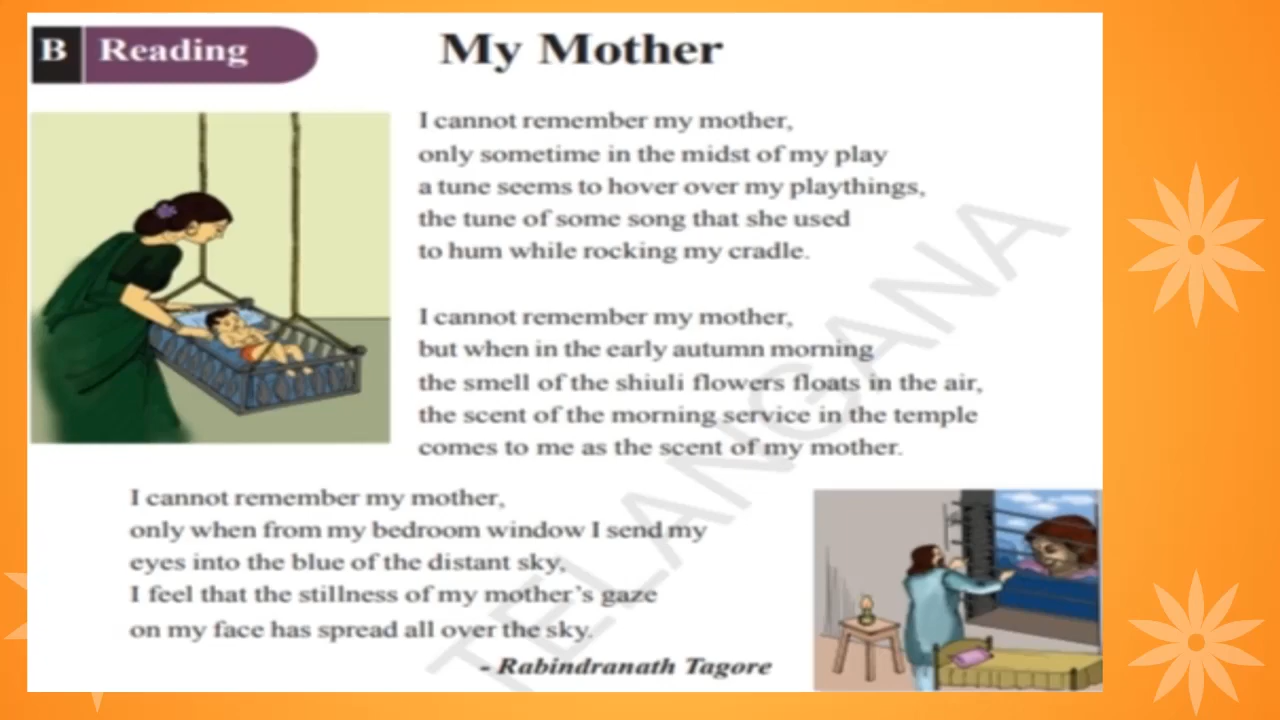 B Reading
My Mother
I cannot remember my mother,
only sometime in the midst of my play
a tune seems to hover over my playthings,
the tune of some song that she used
to hum while rocking my cradle.
I cannot remember my mother,
but when in the early autumn morning
the smell of the shiuli flowers floats in the air,
the scent of the morning service in the temple
comes to me as the scent of my mother.
I cannot remember my mother,
only when from my bedroom window I send my
eyes into the blue of the distant sky,
I feel that the stillness of my mother's gaze
on my face has spread all over the sky.
- Rabindranath Tagore
TELANGANA